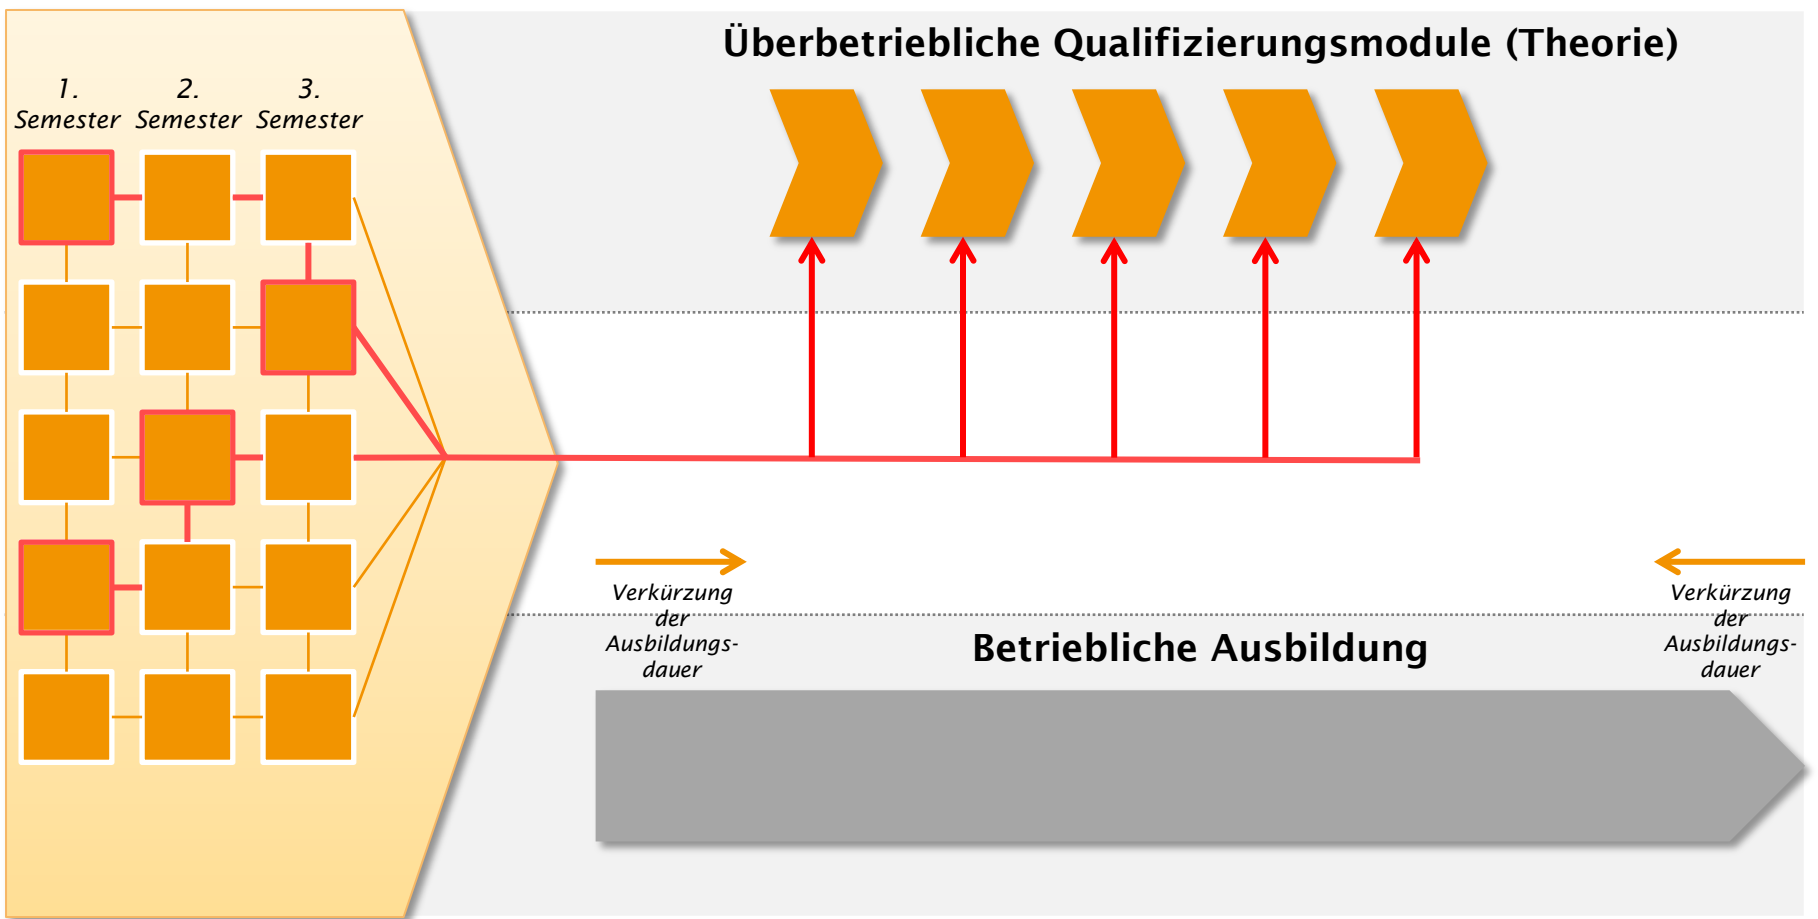 Überbetriebliche Qualifizierungsmodule (Theorie)
1.
Semester
2.
Semester
3.
Semester
Verkürzung
der
Ausbildungs-
dauer
Betriebliche Ausbildung
Verkürzung
der
Ausbildungs-
dauer